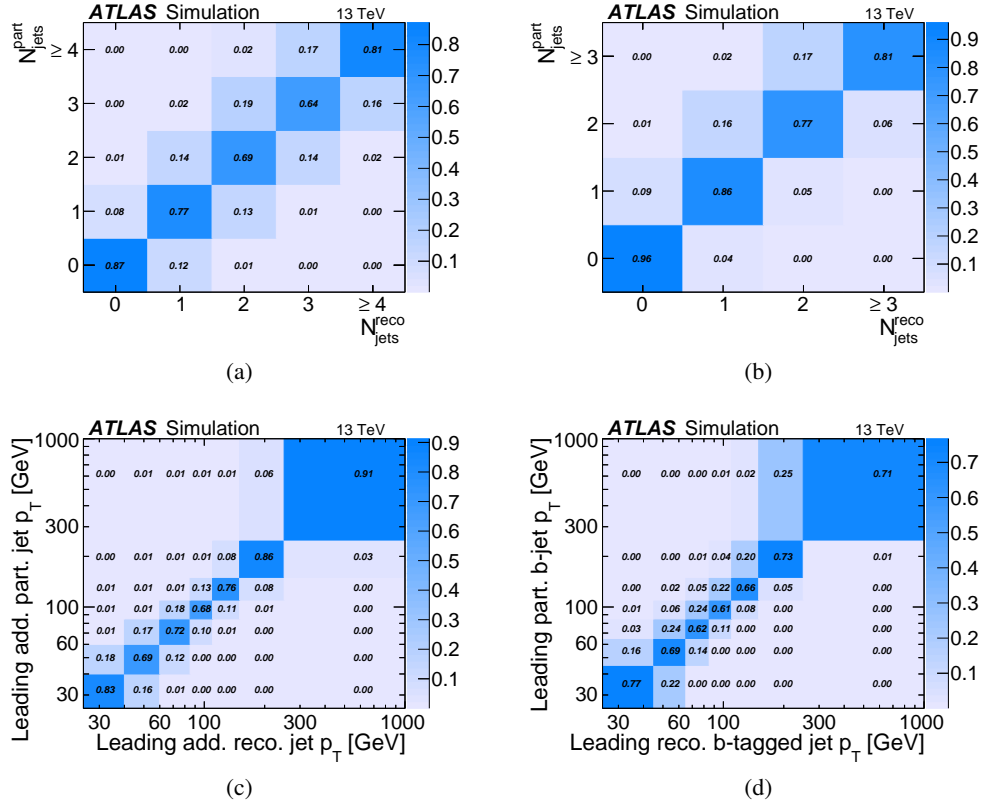 ATLAS Simulation 13 TeV
N_jets^part
≥ 4 0.00 0.00 0.02 0.17 0.81 0.8
0.7
3 0.00 0.02 0.19 0.64 0.16 0.6
0.5
2 0.01 0.14 0.69 0.14 0.02 0.4
1 0.08 0.77 0.13 0.01 0.00 0.3
0.2
0 0.87 0.12 0.01 0.00 0.00 0.1
0 1 2 3 ≥ 4
N_jets^reco
(a)
ATLAS Simulation 13 TeV
N_jets^part
≥ 3 0.00 0.02 0.17 0.81 0.9
0.8
0.7
2 0.01 0.16 0.77 0.06 0.6
0.5
1 0.09 0.86 0.05 0.00 0.4
0.3
0.2
0 0.96 0.04 0.00 0.00 0.1
0 1 2 ≥ 3
N_jets^reco
(b)
ATLAS Simulation 13 TeV
Leading add. part. jet p_T [GeV]
1000 0.9
0.00 0.01 0.01 0.01 0.01 0.06 0.91 0.8
0.7
300 0.6
0.00 0.01 0.01 0.01 0.08 0.86 0.03 0.5
0.01 0.01 0.01 0.13 0.76 0.08 0.00 0.4
100 0.01 0.01 0.18 0.68 0.11 0.01 0.00
0.01 0.17 0.72 0.10 0.01 0.00 0.00 0.3
60 0.18 0.69 0.12 0.00 0.00 0.00 0.00 0.2
30 0.83 0.16 0.01 0.00 0.00 0.00 0.00 0.1
30 60 100 300 1000
Leading add. reco. jet p_T [GeV]
(c)
ATLAS Simulation 13 TeV
Leading part. b-jet p_T [GeV]
1000 0.7
0.00 0.00 0.00 0.01 0.02 0.25 0.71 0.6
300 0.5
0.00 0.00 0.01 0.04 0.20 0.73 0.01 0.4
0.00 0.02 0.05 0.22 0.66 0.05 0.00
100 0.01 0.06 0.24 0.61 0.08 0.00 0.00 0.3
0.03 0.24 0.62 0.11 0.00 0.00 0.00
60 0.16 0.69 0.14 0.00 0.00 0.00 0.00 0.2
30 0.77 0.22 0.00 0.00 0.00 0.00 0.00 0.1
30 60 100 300 1000
Leading reco. b-tagged jet p_T [GeV]
(d)